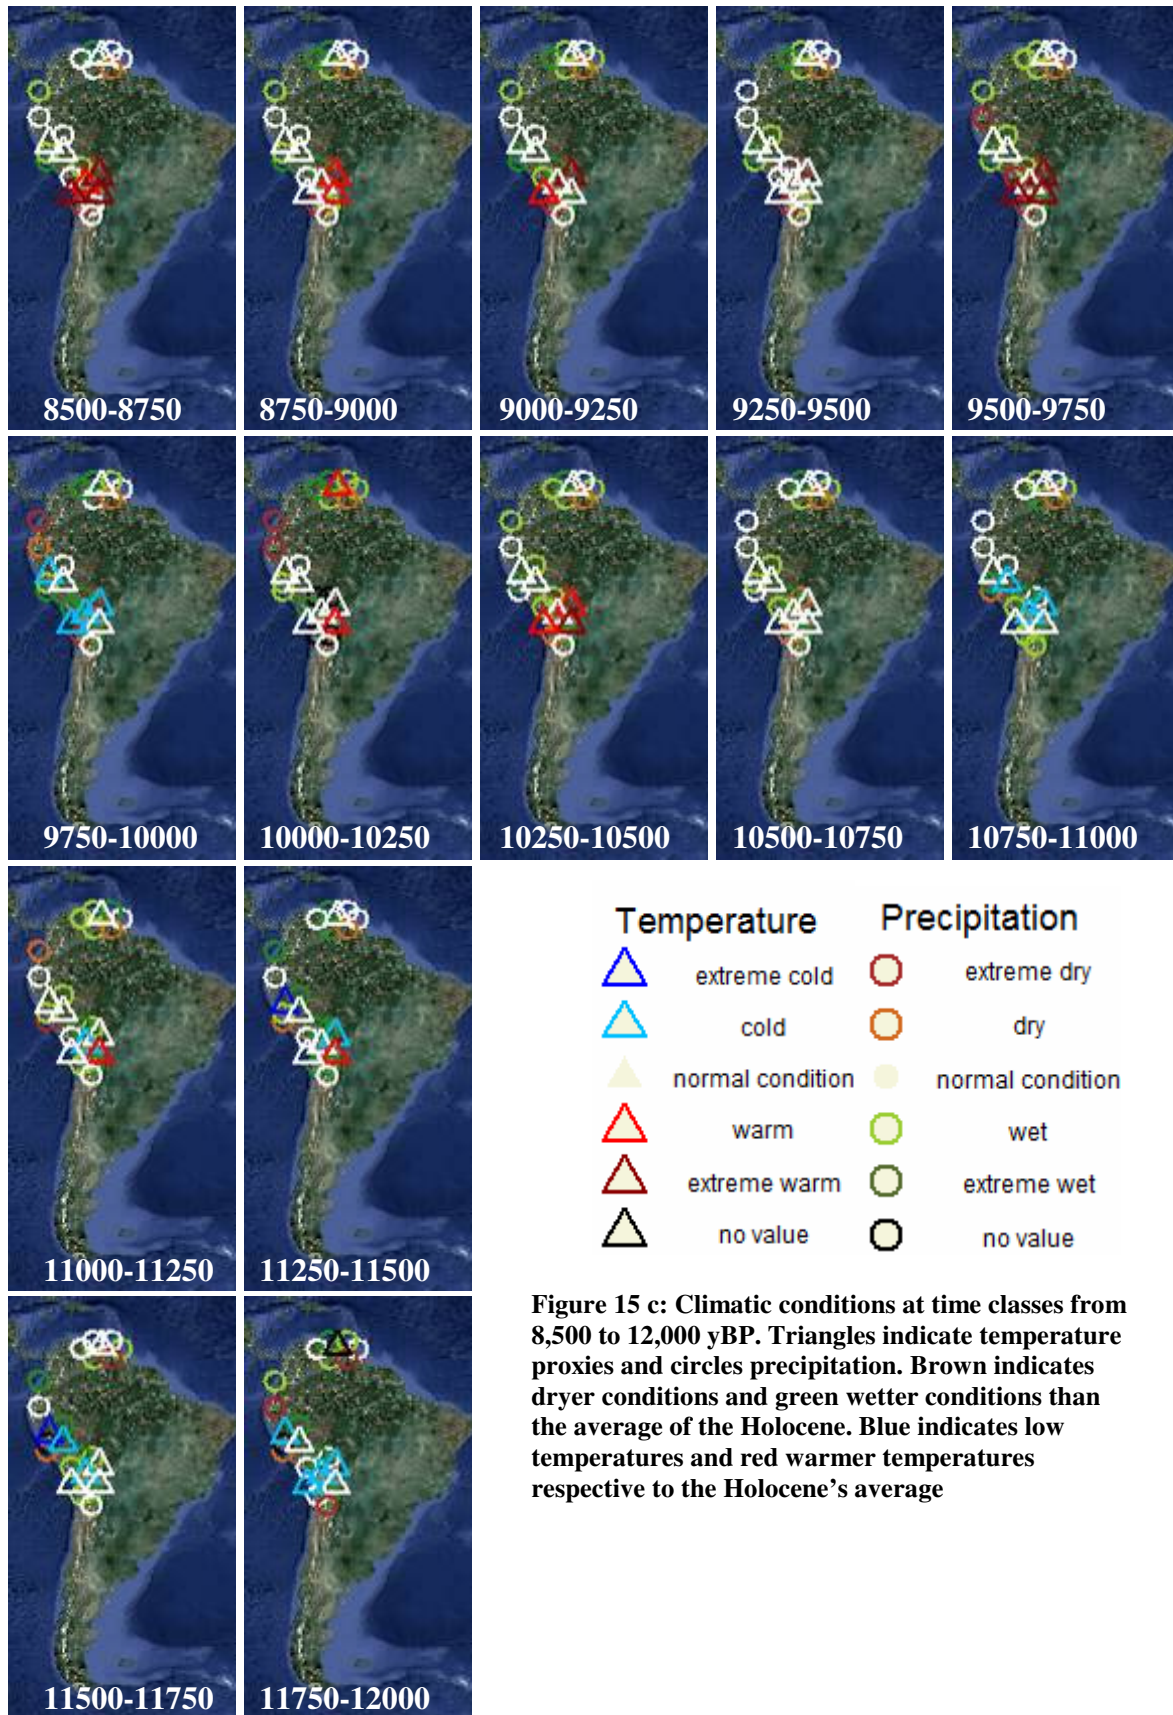 8500-8750
8750-9000
9000-9250
9250-9500
9500-9750
9750-10000
10000-10250
10250-10500
10500-10750
10750-11000
11000-11250
11250-11500
Temperature Precipitation
extreme cold extreme dry
cold dry
normal condition normal condition
warm wet
extreme warm extreme wet
no value no value
Figure 15 c: Climatic conditions at time classes from
8,500 to 12,000 yBP. Triangles indicate temperature
proxies and circles precipitation. Brown indicates
dryer conditions and green wetter conditions than
the average of the Holocene. Blue indicates low
temperatures and red warmer temperatures
respective to the Holocene’s average
11500-11750
11750-12000